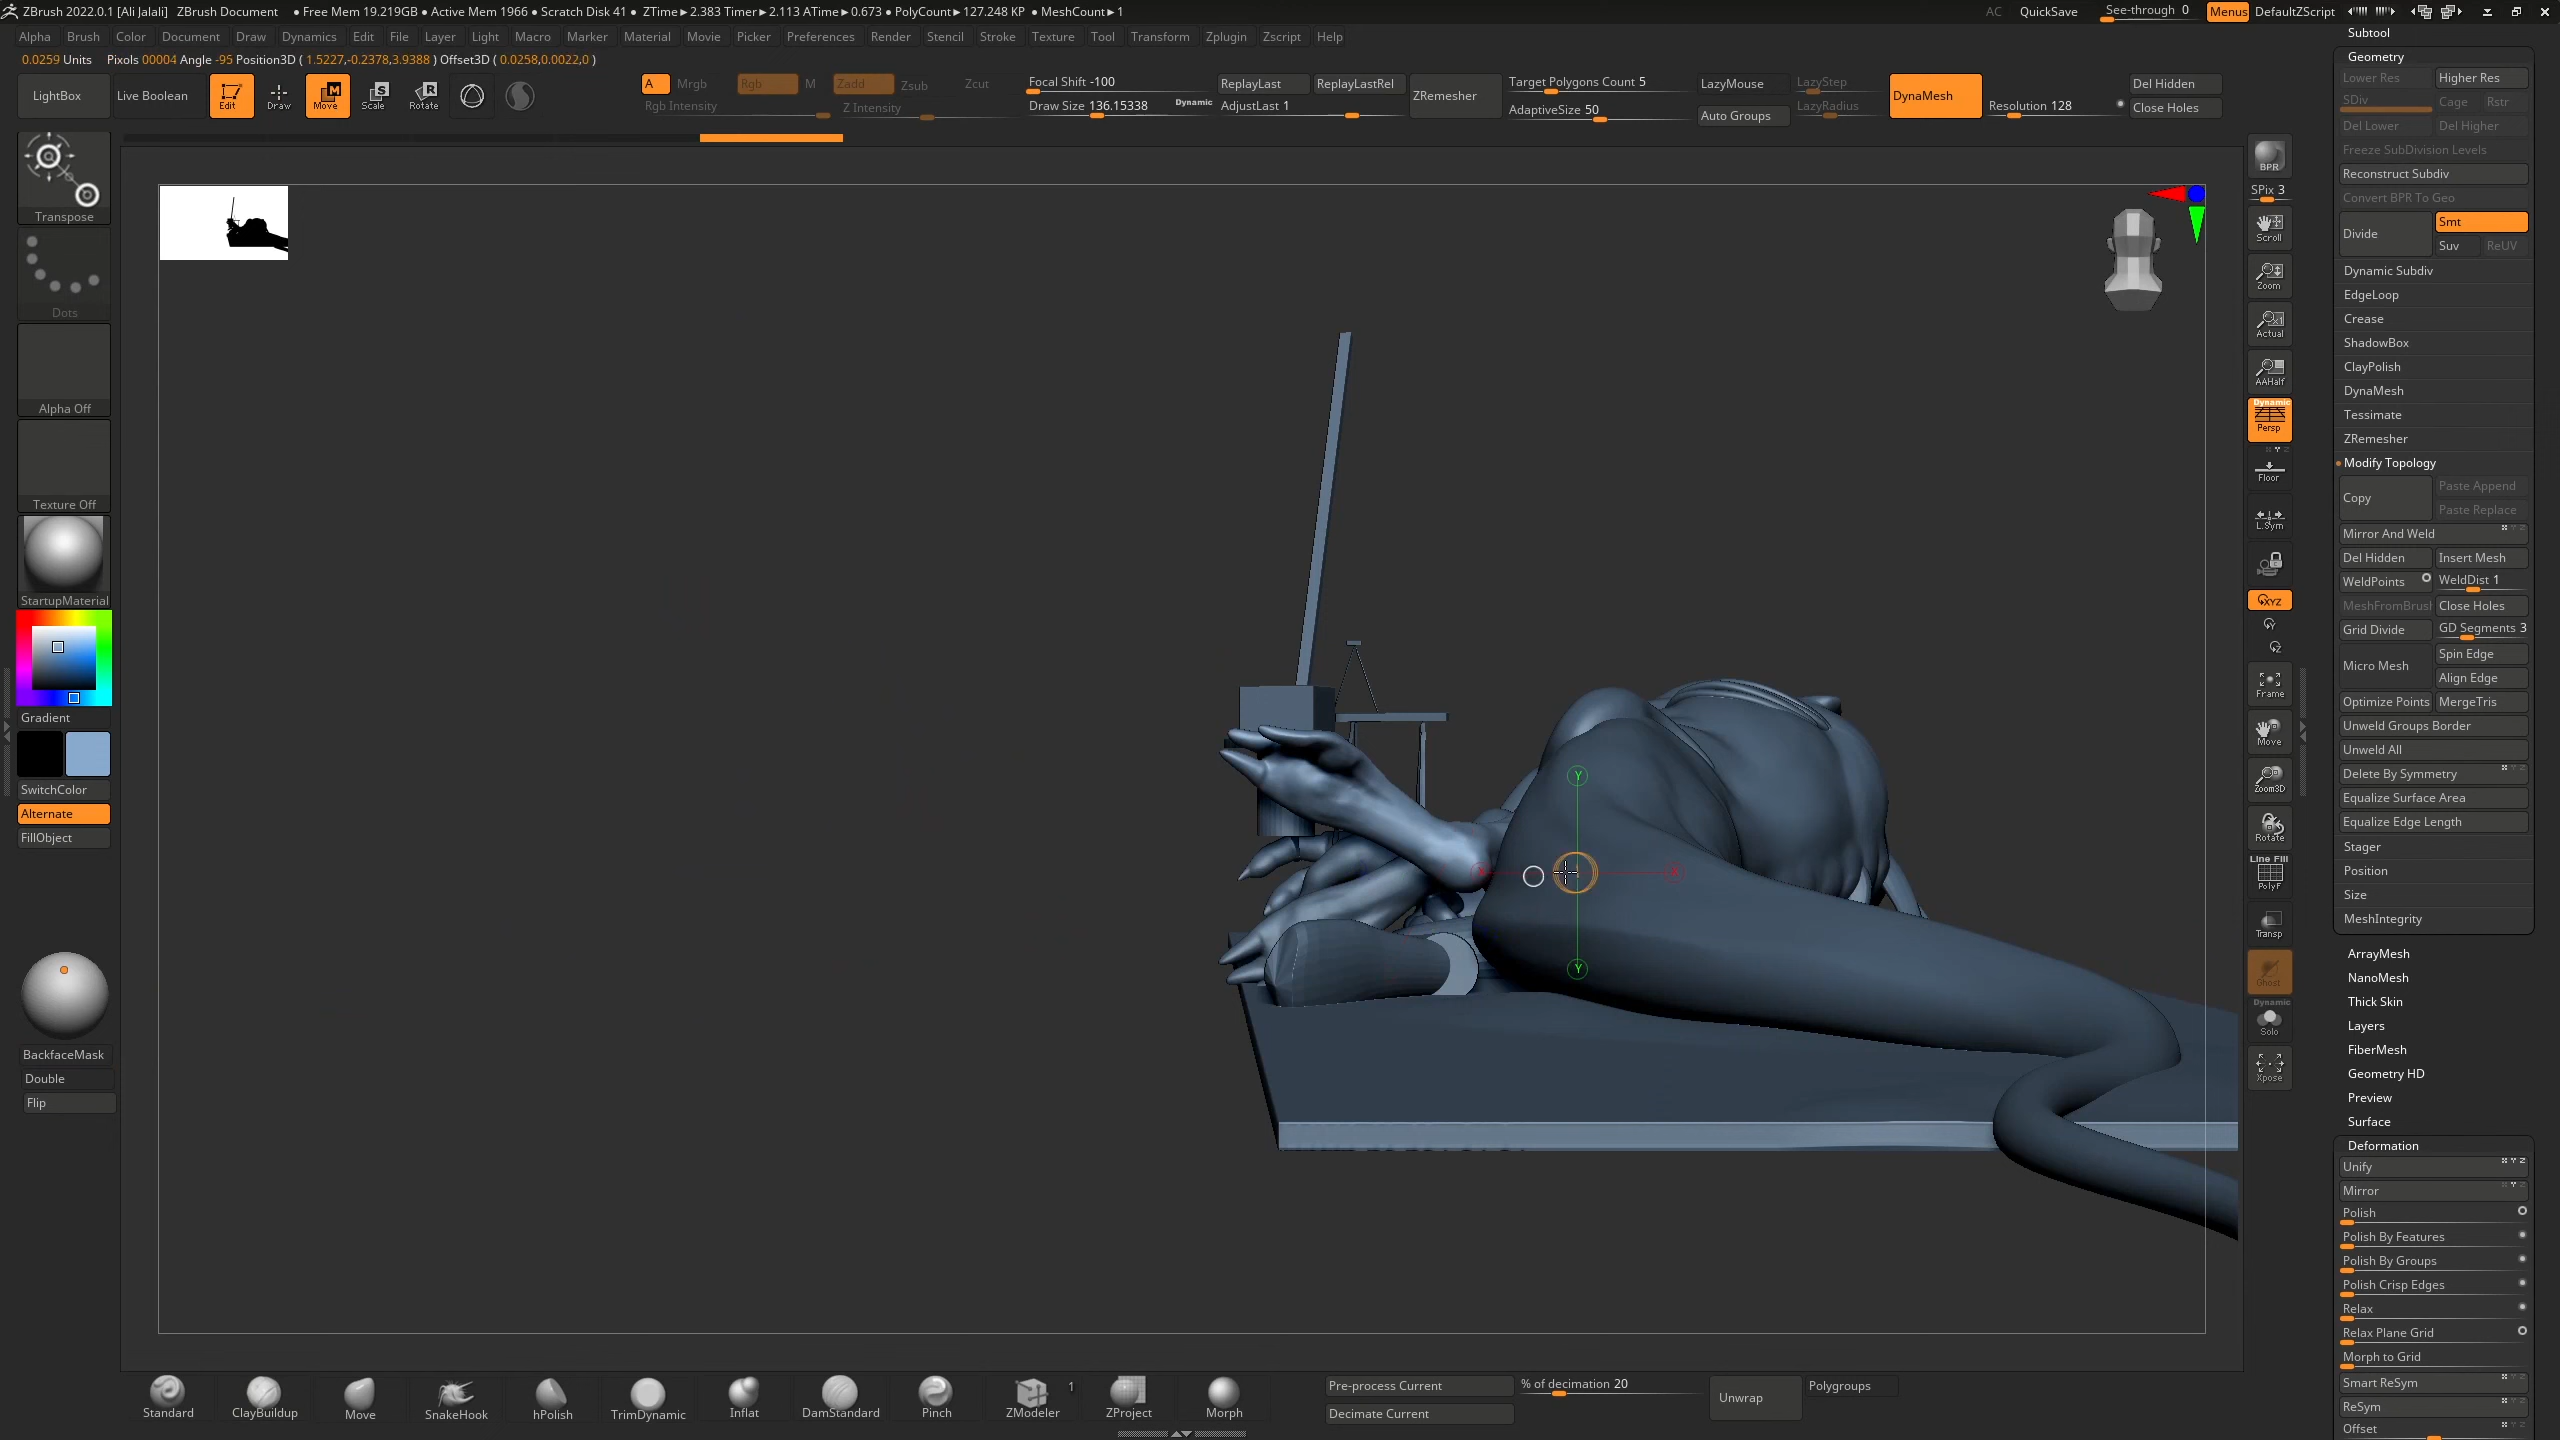 ZBrush 2022.0.1 [Ali Jalali] ZBrush Document ● Free Mem 19.219GB ● Active Mem 1966 ● Scratch Disk 41 ● ZTime►2.383 Timer►2.113 ATime►0.673 ● PolyCount►127.248 KP ● MeshCount►1
AC QuickSave See-through 0 Menus DefaultZScript
Alpha Brush Color Document Draw Dynamics Edit File Layer Light Macro Marker Material Movie Picker Preferences Render Stencil Stroke Texture Tool Transform Zplugin Zscript Help
0.0259 Units Pixols 00004 Angle -95 Position3D ( 1.5227,-0.2378,3.9388 ) Offset3D ( 0.0258,0.0022,0 )
LightBox Live Boolean Edit Draw Move Scale Rotate
A Mrgb Rgb M Zadd Zsub Zcut
Rgb Intensity Z Intensity
Focal Shift -100
Draw Size 136.15338 Dynamic
ReplayLast ReplayLastRel
AdjustLast 1
ZRemesher
Target Polygons Count 5
AdaptiveSize 50
LazyMouse LazyStep
Auto Groups LazyRadius
DynaMesh Resolution 128
Del Hidden
Close Holes
Transpose
Dots
Alpha Off
Texture Off
StartupMaterial
Gradient
SwitchColor
Alternate
FillObject
BackfaceMask
Double
Flip
Y
X X
Y
BPR
SPix 3
Scroll
Zoom
Actual
AAHalf
Dynamic
Persp
Floor
L.Sym
XYZ
Y
Z
Frame
Move
Zoom3D
Rotate
Line Fill
PolyF
Transp
Ghost
Dynamic
Solo
Xpose
Subtool
Geometry
Lower Res Higher Res
SDiv Cage Rstr
Del Lower Del Higher
Freeze SubDivision Levels
Reconstruct Subdiv
Convert BPR To Geo
Divide Smt
Suv ReUV
Dynamic Subdiv
EdgeLoop
Crease
ShadowBox
ClayPolish
DynaMesh
Tessimate
ZRemesher
Modify Topology
Copy Paste Append
Paste Replace
Mirror And Weld
Del Hidden Insert Mesh
WeldPoints WeldDist 1
MeshFromBrush Close Holes
Grid Divide GD Segments 3
Micro Mesh Spin Edge
Align Edge
Optimize Points MergeTris
Unweld Groups Border
Unweld All
Delete By Symmetry
Equalize Surface Area
Equalize Edge Length
Stager
Position
Size
MeshIntegrity
ArrayMesh
NanoMesh
Thick Skin
Layers
FiberMesh
Geometry HD
Preview
Surface
Deformation
Unify
Mirror
Polish
Polish By Features
Polish By Groups
Polish Crisp Edges
Relax
Relax Plane Grid
Morph to Grid
Smart ReSym
ReSym
Offset
Standard ClayBuildup Move SnakeHook hPolish TrimDynamic Inflat DamStandard Pinch ZModeler 1 ZProject Morph
Pre-process Current % of decimation 20
Decimate Current
Unwrap Polygroups